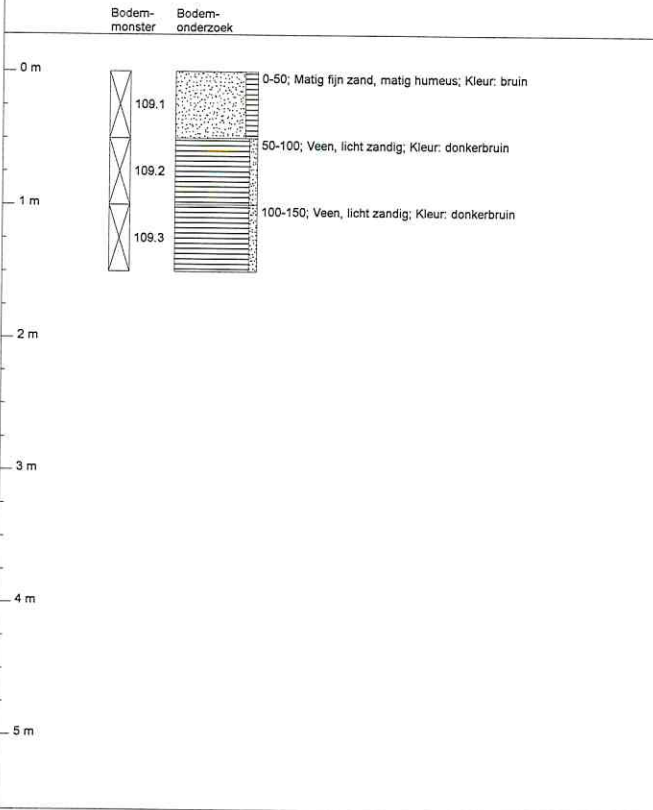 Bodem- Bodem-
monster onderzoek
0 m
0-50; Matig fijn zand, matig humeus; Kleur: bruin
109.1
50-100; Veen, licht zandig; Kleur: donkerbruin
109.2
1 m
100-150; Veen, licht zandig; Kleur: donkerbruin
109.3
2 m
3 m
4 m
5 m